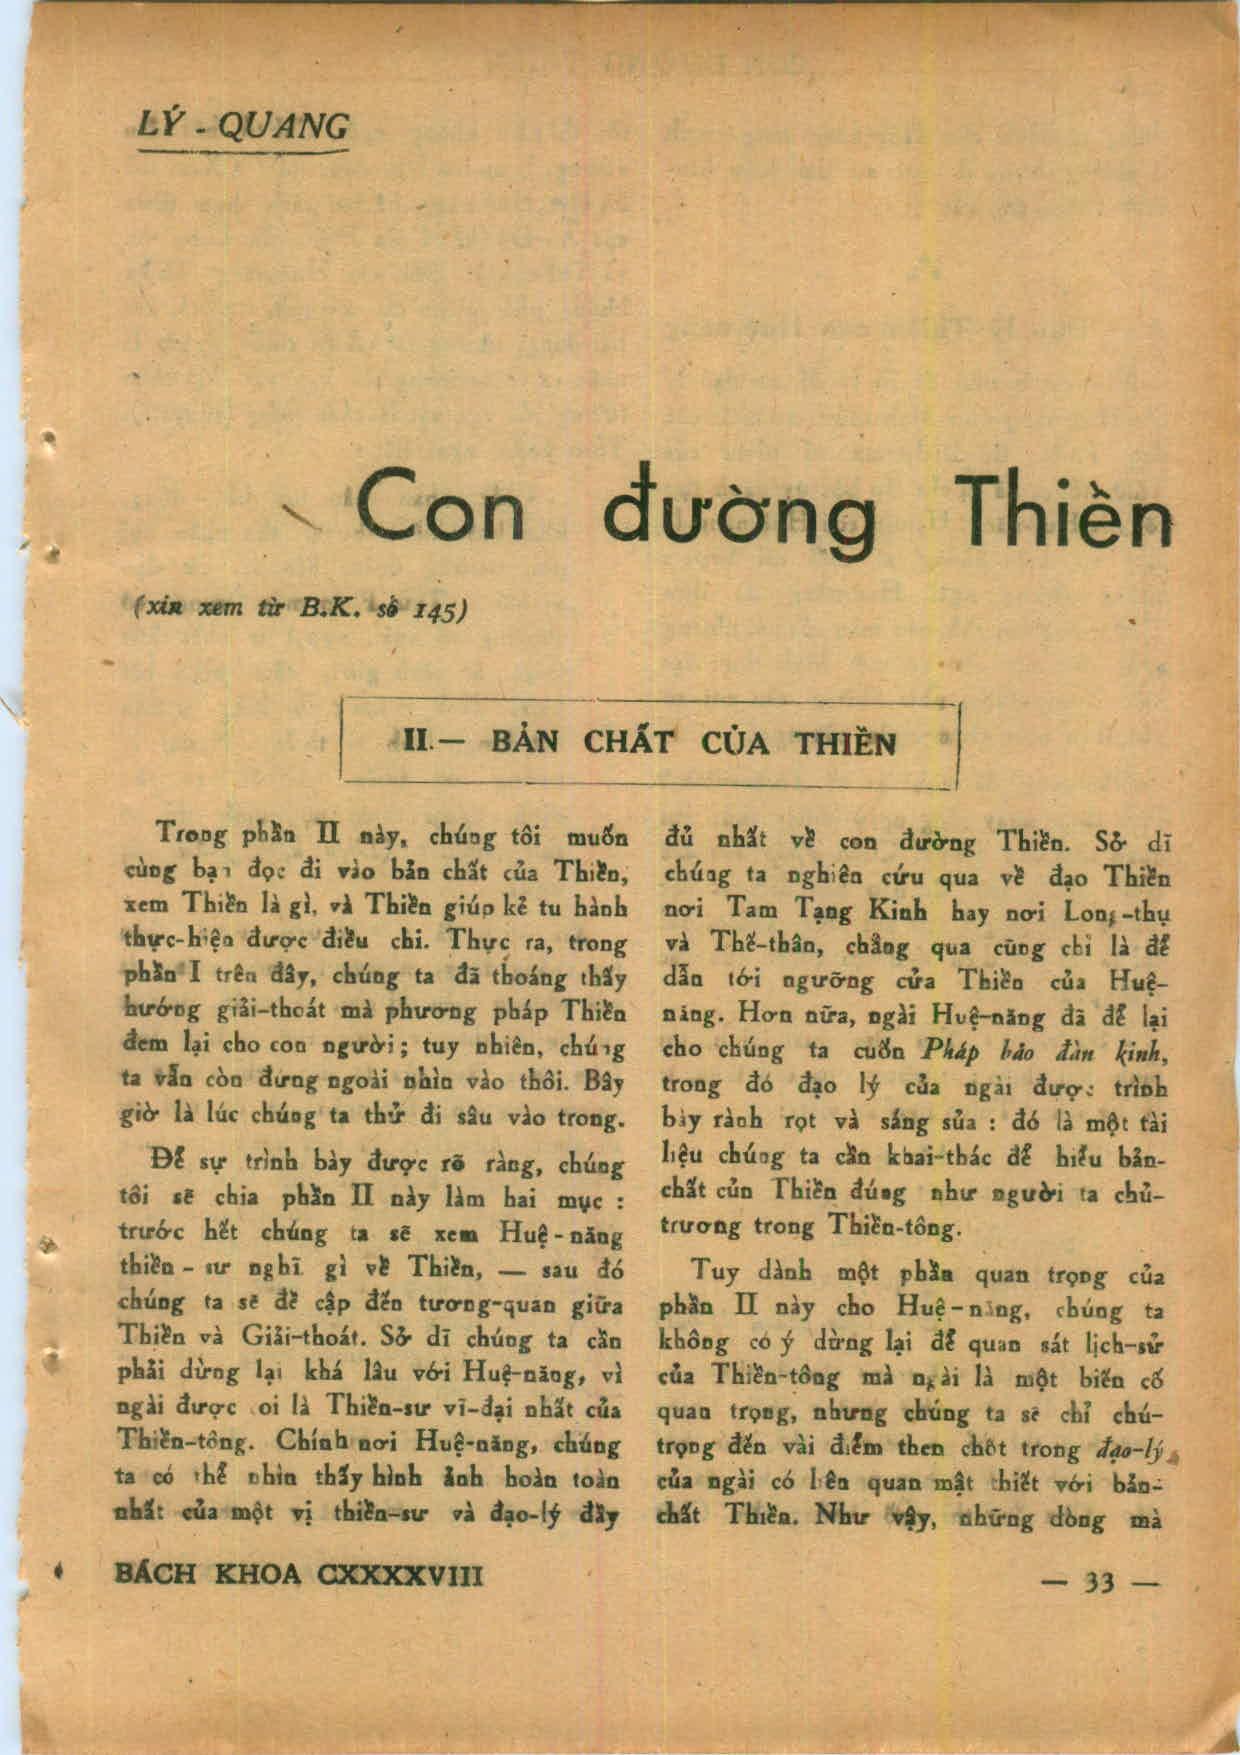 LÝ - QUANG
Con đường Thiền
(xin xem từ B.K. số 145)
II.— BẢN CHẤT CỦA THIỀN
Trong phần II này, chúng tôi muốn
cùng bạn đọc đi vào bản chất của Thiền,
xem Thiền là gì, và Thiền giúp kẻ tu hành
thực-hiện được điều chi. Thực ra, trong
phần I trên đây, chúng ta đã thoáng thấy
hướng giải-thoát mà phương pháp Thiền
đem lại cho con người; tuy nhiên, chúng
ta vẫn còn đứng ngoài nhìn vào thôi. Bây
giờ là lúc chúng ta thử đi sâu vào trong.
Để sự trình bày được rõ ràng, chúng
tôi sẽ chia phần II này làm hai mục :
trước hết chúng ta sẽ xem Huệ-năng
thiền-sư nghĩ gì về Thiền, — sau đó
chúng ta sẽ đề cập đến tương-quan giữa
Thiền và Giải-thoát. Sở dĩ chúng ta cần
phải dừng lại khá lâu với Huệ-năng, vì
ngài được coi là Thiền-sư vĩ-đại nhất của
Thiền-tông. Chính nơi Huệ-năng, chúng
ta có thể nhìn thấy hình ảnh hoàn toàn
nhất của một vị thiền-sư và đạo-lý đầy
đủ nhất về con đường Thiền. Sở dĩ
chúng ta nghiên cứu qua về đạo Thiền
nơi Tam Tạng Kinh hay nơi Long-thụ
và Thế-thân, chẳng qua cũng chỉ là để
dẫn tới ngưỡng cửa Thiền của Huệ-
năng. Hơn nữa, ngài Huệ-năng đã để lại
cho chúng ta cuốn Pháp bảo đàn kinh,
trong đó đạo lý của ngài được trình
bày rành rọt và sáng sủa : đó là một tài
liệu chúng ta cần khai-thác để hiểu bản-
chất của Thiền đúng như người ta chủ-
trương trong Thiền-tông.
Tuy dành một phần quan trọng của
phần II này cho Huệ-năng, chúng ta
không có ý dừng lại để quan sát lịch-sử
của Thiền-tông mà ngài là một biến cố
quan trọng, nhưng chúng ta sẽ chỉ chú-
trọng đến vài điểm then chốt trong đạo-lý
của ngài có liên quan mật thiết với bản-
chất Thiền. Như vậy, những dòng mà
BÁCH KHOA CXXXXVIII
— 33 —